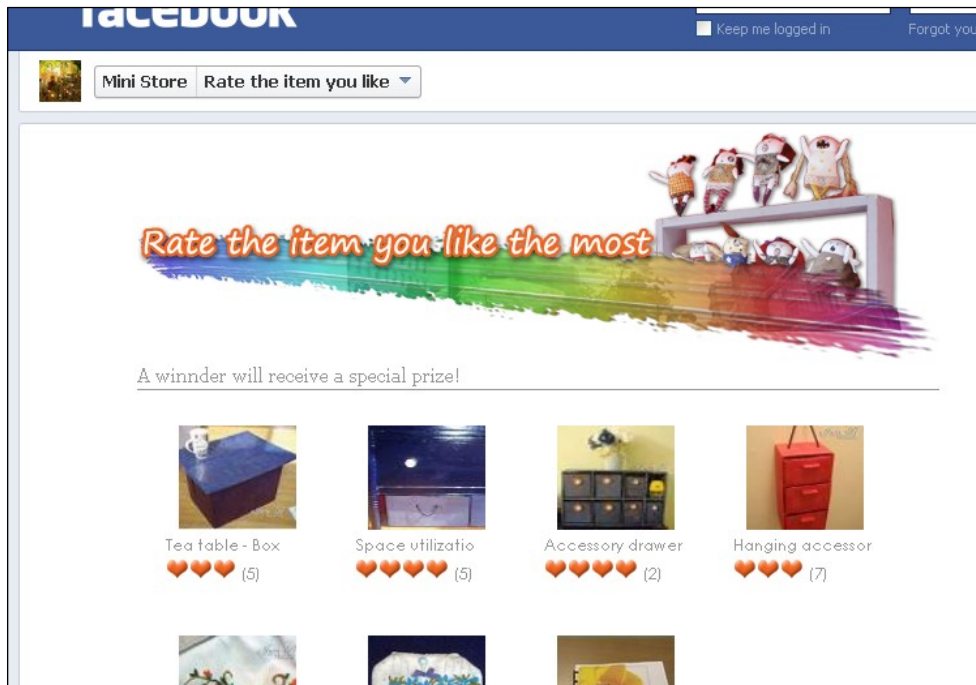 facebook
Keep me logged in
Forgot you
Mini Store Rate the item you like
Rate the item you like the most
A winnder will receive a special prize!
Tea table - Box
(5)
Space utilizatio
(5)
Accessory drawer
(2)
Hanging accessor
(7)